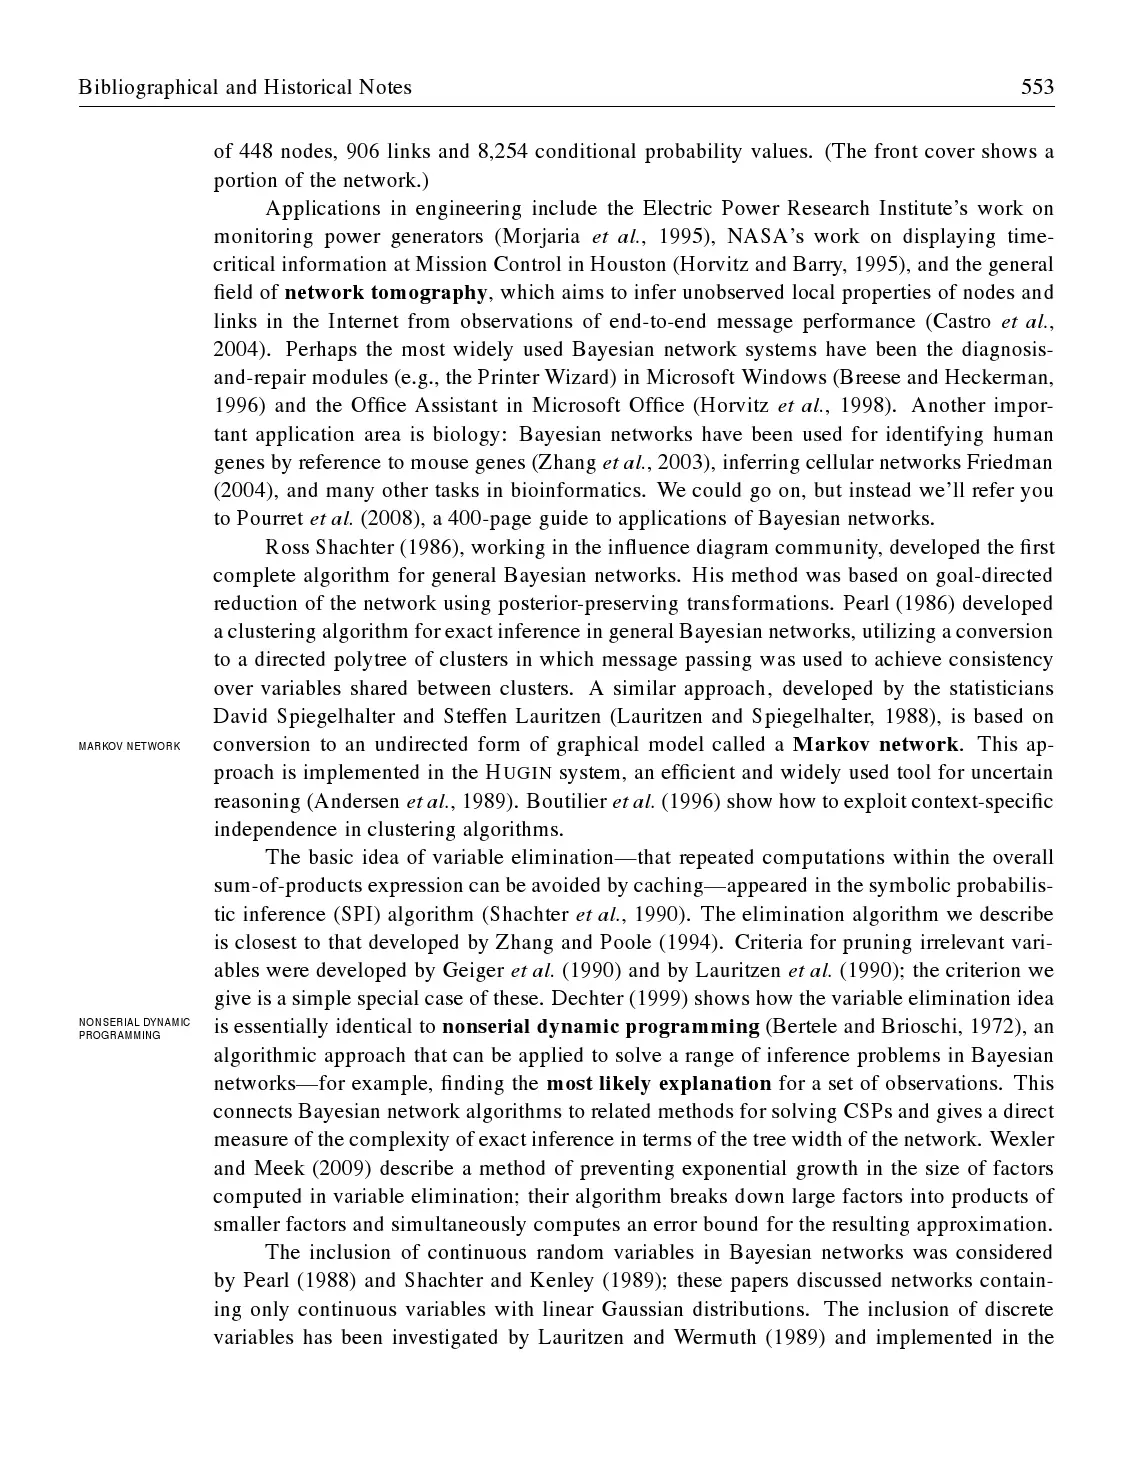 Bibliographical and Historical Notes 553
of 448 nodes, 906 links and 8,254 conditional probability values. (The front cover shows a
portion of the network.)
Applications in engineering include the Electric Power Research Institute's work on
monitoring power generators (Morjaria et al., 1995), NASA's work on displaying time-
critical information at Mission Control in Houston (Horvitz and Barry, 1995), and the general
field of network tomography, which aims to infer unobserved local properties of nodes and
links in the Internet from observations of end-to-end message performance (Castro et al.,
2004). Perhaps the most widely used Bayesian network systems have been the diagnosis-
and-repair modules (e.g., the Printer Wizard) in Microsoft Windows (Breese and Heckerman,
1996) and the Office Assistant in Microsoft Office (Horvitz et al., 1998). Another impor-
tant application area is biology: Bayesian networks have been used for identifying human
genes by reference to mouse genes (Zhang et al., 2003), inferring cellular networks Friedman
(2004), and many other tasks in bioinformatics. We could go on, but instead we'll refer you
to Pourret et al. (2008), a 400-page guide to applications of Bayesian networks.
Ross Shachter (1986), working in the influence diagram community, developed the first
complete algorithm for general Bayesian networks. His method was based on goal-directed
reduction of the network using posterior-preserving transformations. Pearl (1986) developed
a clustering algorithm for exact inference in general Bayesian networks, utilizing a conversion
to a directed polytree of clusters in which message passing was used to achieve consistency
over variables shared between clusters. A similar approach, developed by the statisticians
David Spiegelhalter and Steffen Lauritzen (Lauritzen and Spiegelhalter, 1988), is based on
MARKOV NETWORK
conversion to an undirected form of graphical model called a Markov network. This ap-
proach is implemented in the HUGIN system, an efficient and widely used tool for uncertain
reasoning (Andersen et al., 1989). Boutilier et al. (1996) show how to exploit context-specific
independence in clustering algorithms.
The basic idea of variable elimination—that repeated computations within the overall
sum-of-products expression can be avoided by caching—appeared in the symbolic probabilis-
tic inference (SPI) algorithm (Shachter et al., 1990). The elimination algorithm we describe
is closest to that developed by Zhang and Poole (1994). Criteria for pruning irrelevant vari-
ables were developed by Geiger et al. (1990) and by Lauritzen et al. (1990); the criterion we
give is a simple special case of these. Dechter (1999) shows how the variable elimination idea
NONSERIAL DYNAMIC
PROGRAMMING
is essentially identical to nonserial dynamic programming (Bertele and Brioschi, 1972), an
algorithmic approach that can be applied to solve a range of inference problems in Bayesian
networks—for example, finding the most likely explanation for a set of observations. This
connects Bayesian network algorithms to related methods for solving CSPs and gives a direct
measure of the complexity of exact inference in terms of the tree width of the network. Wexler
and Meek (2009) describe a method of preventing exponential growth in the size of factors
computed in variable elimination; their algorithm breaks down large factors into products of
smaller factors and simultaneously computes an error bound for the resulting approximation.
The inclusion of continuous random variables in Bayesian networks was considered
by Pearl (1988) and Shachter and Kenley (1989); these papers discussed networks contain-
ing only continuous variables with linear Gaussian distributions. The inclusion of discrete
variables has been investigated by Lauritzen and Wermuth (1989) and implemented in the